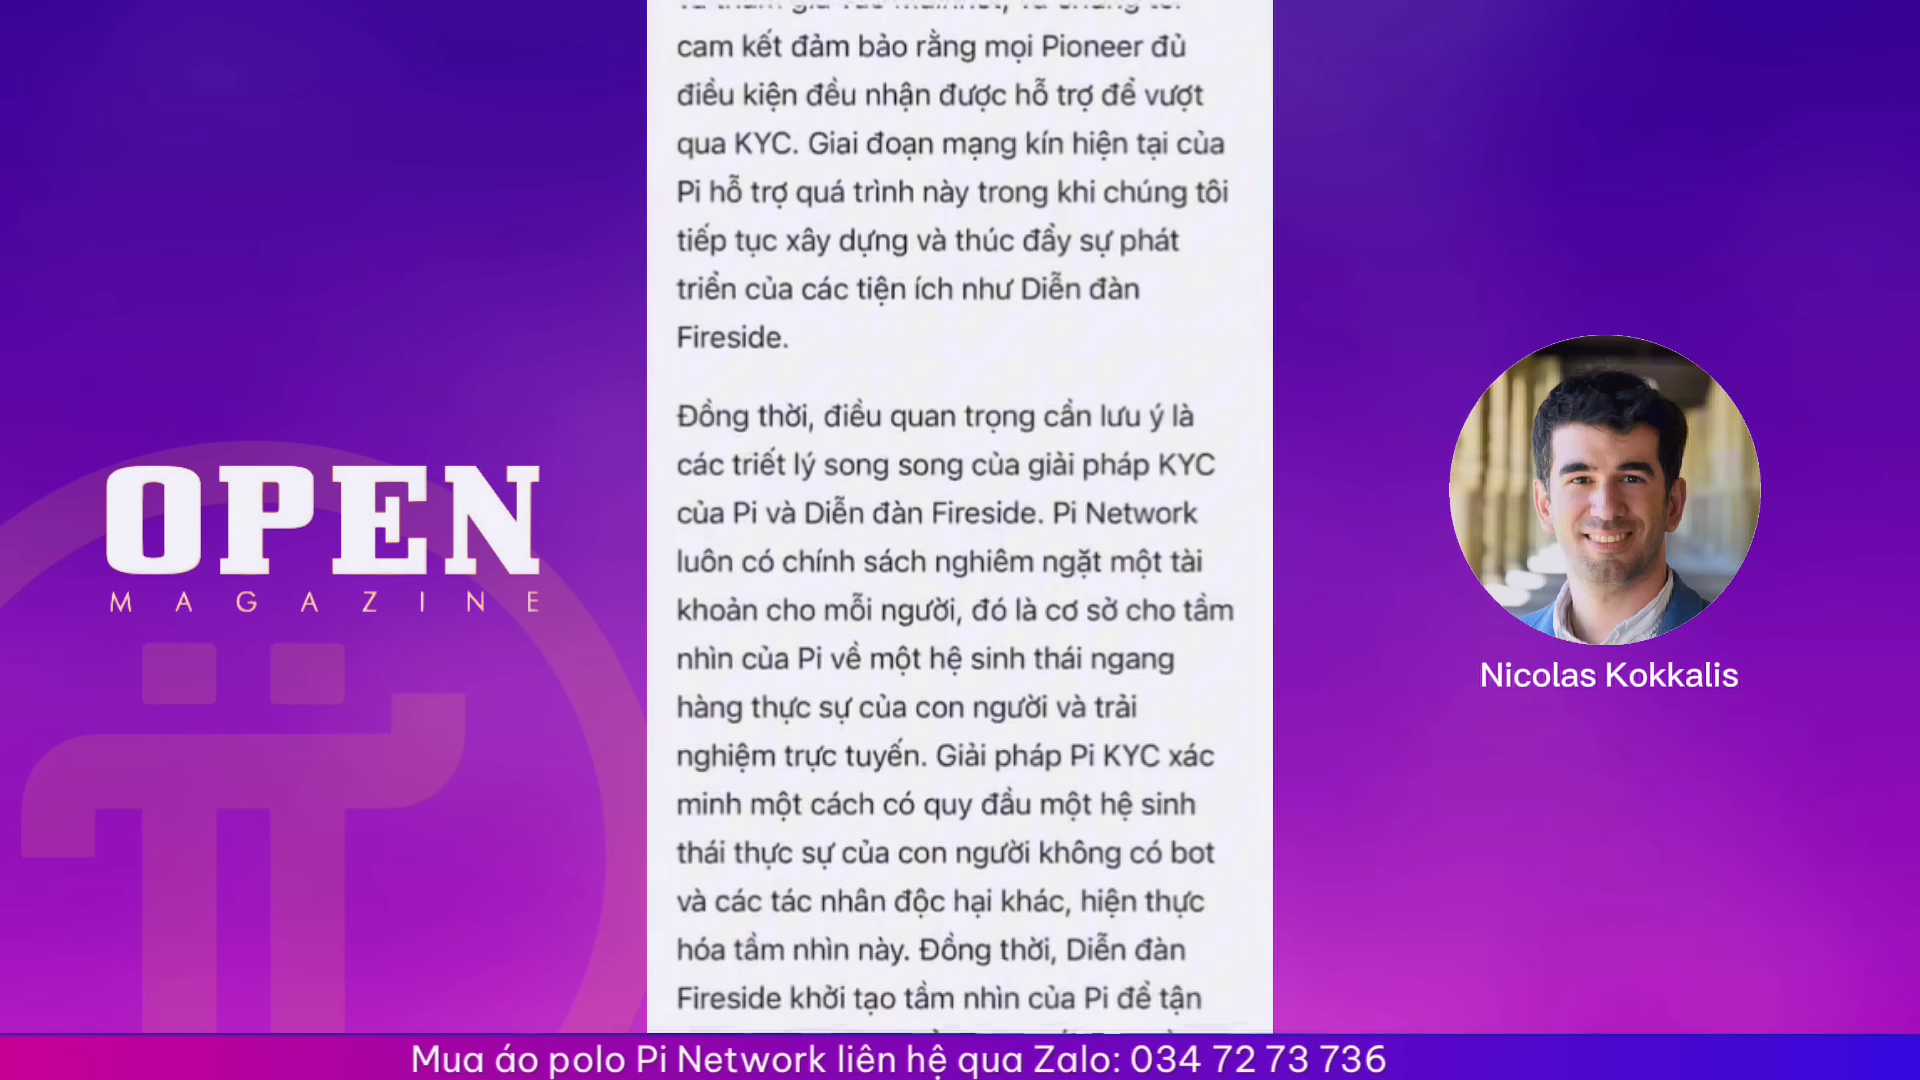 cam kết đảm bảo rằng mọi Pioneer đủ
điều kiện đều nhận được hỗ trợ để vượt
qua KYC. Giai đoạn mạng kín hiện tại của
Pi hỗ trợ quá trình này trong khi chúng tôi
tiếp tục xây dựng và thúc đẩy sự phát
triển của các tiện ích như Diễn đàn
Fireside.
Đồng thời, điều quan trọng cần lưu ý là
các triết lý song song của giải pháp KYC
của Pi và Diễn đàn Fireside. Pi Network
luôn có chính sách nghiêm ngặt một tài
khoản cho mỗi người, đó là cơ sở cho tầm
nhìn của Pi về một hệ sinh thái ngang
hàng thực sự của con người và trải
nghiệm trực tuyến. Giải pháp Pi KYC xác
minh một cách có quy đầu một hệ sinh
thái thực sự của con người không có bot
và các tác nhân độc hại khác, hiện thực
hóa tầm nhìn này. Đồng thời, Diễn đàn
Fireside khởi tạo tầm nhìn của Pi để tận
OPEN
MAGAZINE
Nicolas Kokkalis
Mua áo polo Pi Network liên hệ qua Zalo: 034 72 73 736